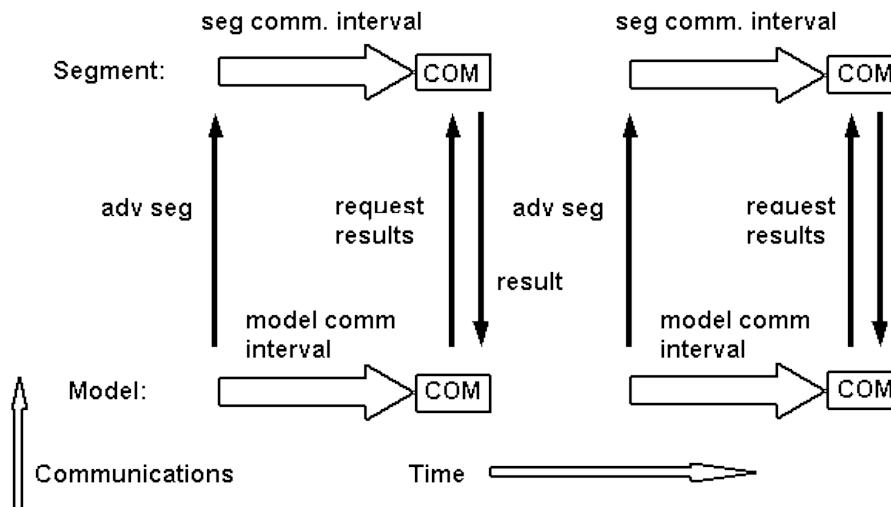 seg comm. interval
seg comm. interval
Segment:
COM
COM
adv seg
request
results
adv seg
request
results
result
model comm
interval
model comm
interval
Model:
COM
COM
Communications
Time